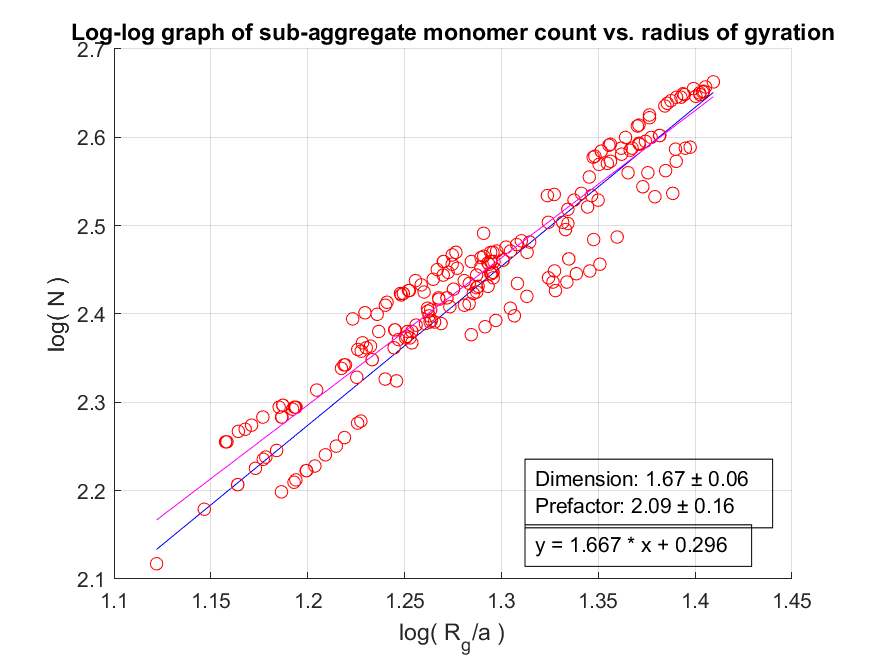 Log-log graph of sub-aggregate monomer count vs. radius of gyration
2.7
2.6
2.5
2.4
2.3
2.2
2.1
log( N )
Dimension: 1.67 ± 0.06
Prefactor: 2.09 ± 0.16
y = 1.667 * x + 0.296
1.1 1.15 1.2 1.25 1.3 1.35 1.4 1.45
log( Rg/a )